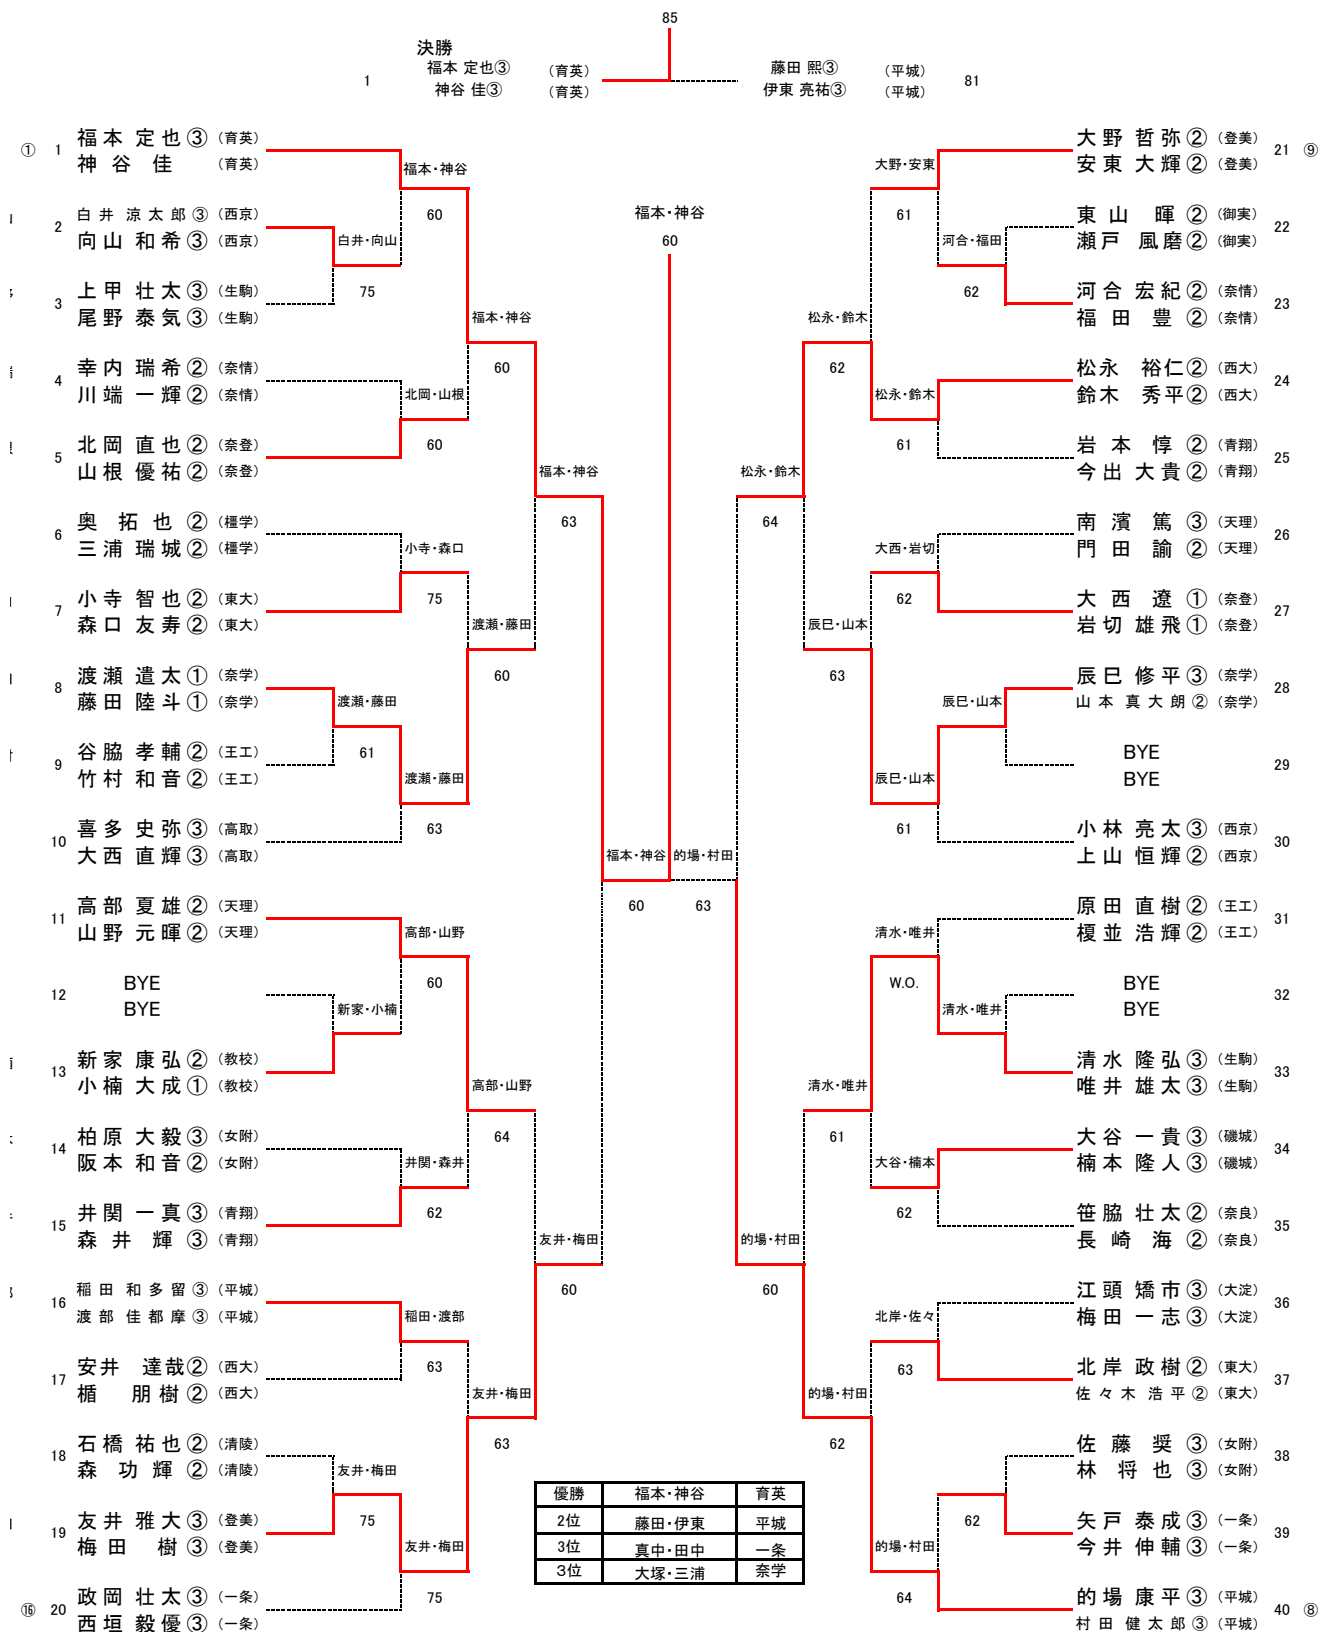 85
決勝
1 福本 定也③ （育英） 藤田 熙③ （平城） 81
神谷 佳③ （育英） 伊東 亮祐③ （平城）
① 1 福本 定也③ （育英）
神谷 佳 （育英）
福本・神谷
60
2 白井 涼太郎③ （西京）
向山 和希③ （西京）
白井・向山
75
3 上甲 壮太③ （生駒）
尾野 泰気③ （生駒）
福本・神谷
60
4 幸内 瑞希② （奈情）
川端 一輝② （奈情）
北岡・山根
60
5 北岡 直也② （奈登）
山根 優祐② （奈登）
福本・神谷
63
6 奥 拓也② （橿学）
三浦 瑞城② （橿学）
小寺・森口
75
7 小寺 智也② （東大）
森口 友寿② （東大）
渡瀬・藤田
60
8 渡瀬 遣太① （奈学）
藤田 陸斗① （奈学）
渡瀬・藤田
61
9 谷脇 孝輔② （王工）
竹村 和音② （王工）
渡瀬・藤田
63
10 喜多 史弥③ （高取）
大西 直輝③ （高取）
福本・神谷
60
11 高部 夏雄② （天理）
山野 元暉② （天理）
高部・山野
60
12 BYE
BYE
新家・小楠
13 新家 康弘② （教校）
小楠 大成① （教校）
高部・山野
64
14 柏原 大毅③ （女附）
阪本 和音② （女附）
井関・森井
62
15 井関 一真③ （青翔）
森井 輝③ （青翔）
友井・梅田
60
16 稲田 和多留③ （平城）
渡部 佳都摩③ （平城）
稲田・渡部
63
17 安井 達哉② （西大）
楯 朋樹② （西大）
友井・梅田
63
18 石橋 祐也② （清陵）
森 功輝② （清陵）
友井・梅田
75
19 友井 雅大③ （登美）
梅田 樹③ （登美）
友井・梅田
75
⑯ 20 政岡 壮太③ （一条）
西垣 毅優③ （一条）
福本・神谷
60
大野 哲弥② （登美） 21 ⑨
安東 大輝② （登美）
大野・安東
61
東山 暉② （御実） 22
瀬戸 風磨② （御実）
河合・福田
62
河合 宏紀② （奈情） 23
福田 豊② （奈情）
松永・鈴木
62
松永 裕仁② （西大） 24
鈴木 秀平② （西大）
松永・鈴木
61
岩本 惇② （青翔） 25
今出 大貴② （青翔）
松永・鈴木
64
南濱 篤③ （天理） 26
門田 諭② （天理）
大西・岩切
62
大西 遼① （奈登） 27
岩切 雄飛① （奈登）
辰巳・山本
63
辰巳 修平③ （奈学） 28
山本 真大朗② （奈学）
辰巳・山本
BYE 29
BYE
辰巳・山本
61
小林 亮太③ （西京） 30
上山 恒輝② （西京）
的場・村田
63
原田 直樹② （王工） 31
榎並 浩輝② （王工）
清水・唯井
W.O.
BYE 32
BYE
清水・唯井
清水 隆弘③ （生駒） 33
唯井 雄太③ （生駒）
清水・唯井
61
大谷 一貴③ （磯城） 34
楠本 隆人③ （磯城）
大谷・楠本
62
笹脇 壮太② （奈良） 35
長崎 海② （奈良）
的場・村田
60
江頭 矯市③ （大淀） 36
梅田 一志③ （大淀）
北岸・佐々
63
北岸 政樹② （東大） 37
佐々木 浩平② （東大）
的場・村田
62
佐藤 奨③ （女附） 38
林 将也③ （女附）
62
矢戸 泰成③ （一条） 39
今井 伸輔③ （一条）
的場・村田
64
的場 康平③ （平城） 40 ⑧
村田 健太郎③ （平城）
優勝 福本・神谷 育英
2位 藤田・伊東 平城
3位 真中・田中 一条
3位 大塚・三浦 奈学